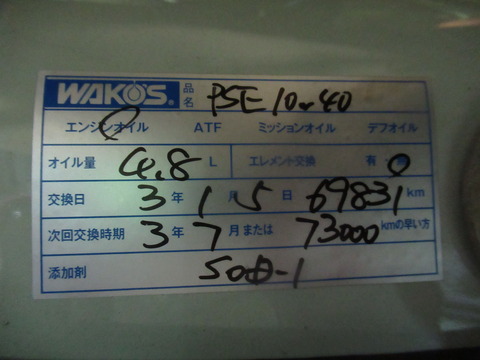 WAKO'S 品名 PSE 10w40
エンジンオイル ATF ミッションオイル デフオイル
オイル量 4.8 L エレメント交換 有・無
交換日 3 年 1 月 5 日 69831 km
次回交換時期 3 年 7 月または 73000 kmの早い方
添加剤 SOD-1